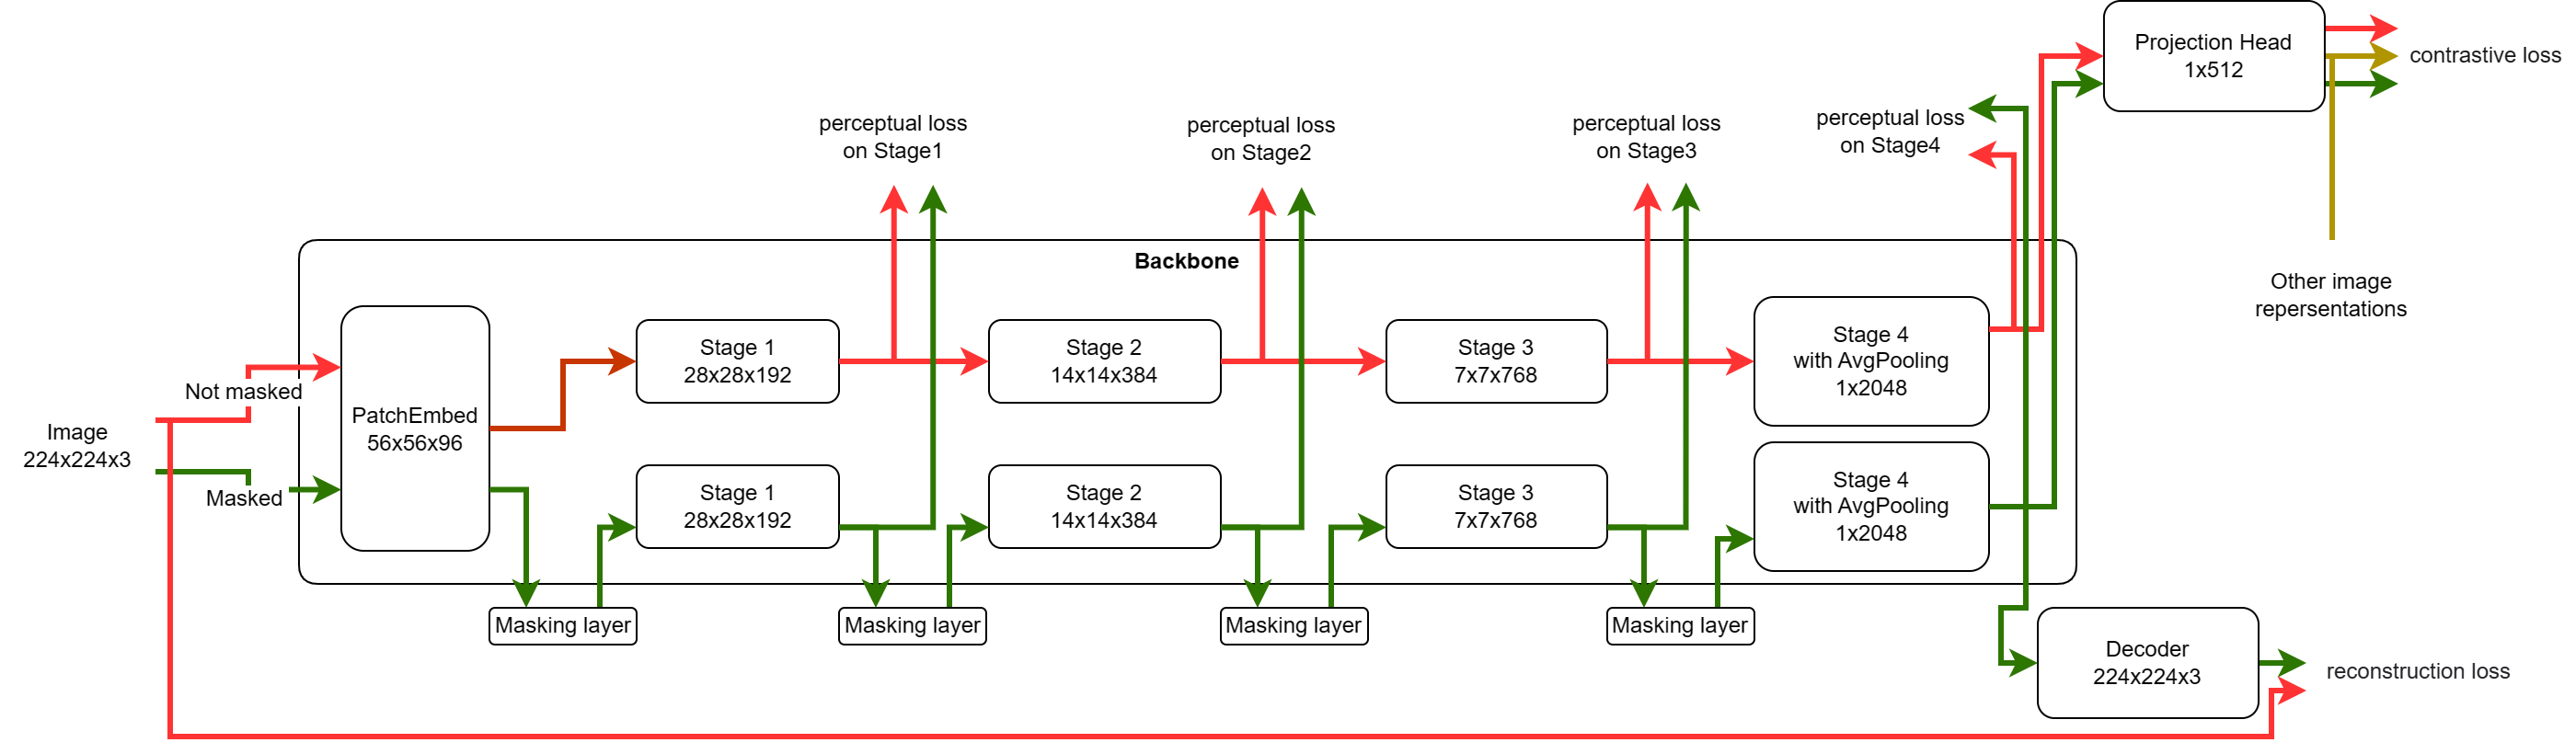 Projection Head
1x512
contrastive loss
perceptual loss
on Stage1
perceptual loss
on Stage2
perceptual loss
on Stage3
perceptual loss
on Stage4
Backbone
Other image
repersentations
Image
224x224x3
Not masked
Masked
PatchEmbed
56x56x96
Stage 1
28x28x192
Stage 2
14x14x384
Stage 3
7x7x768
Stage 4
with AvgPooling
1x2048
Stage 1
28x28x192
Stage 2
14x14x384
Stage 3
7x7x768
Stage 4
with AvgPooling
1x2048
Masking layer
Masking layer
Masking layer
Masking layer
Decoder
224x224x3
reconstruction loss